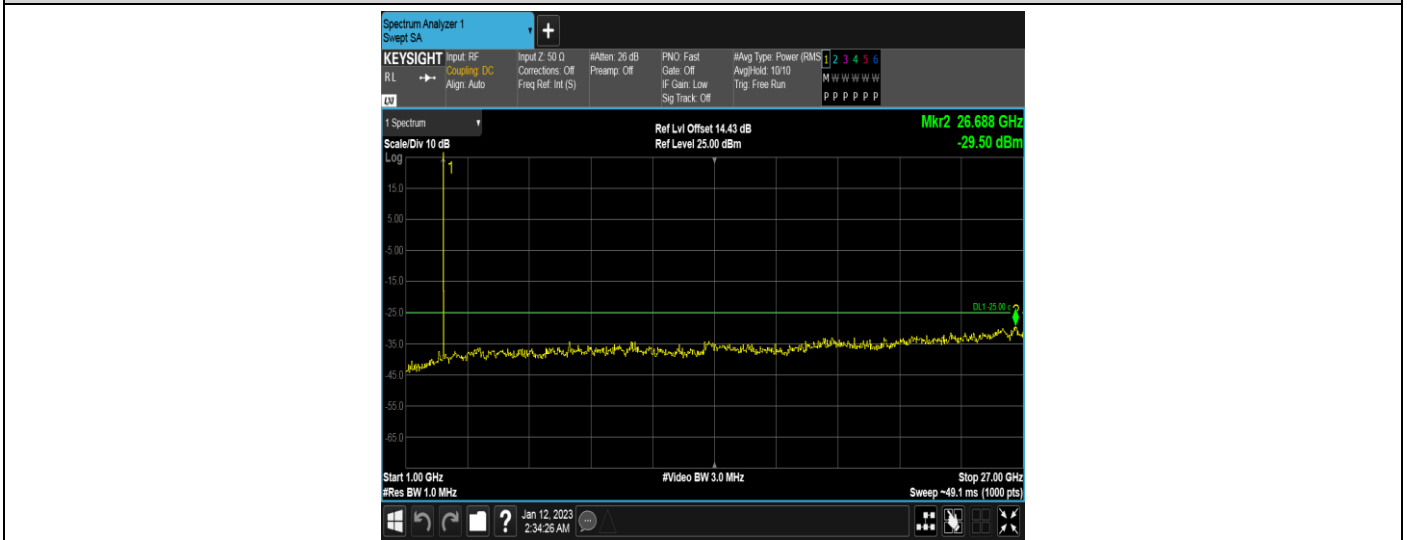 Spectrum Analyzer 1
Swept SA
+
KEYSIGHT
RL
LXI
Input: RF
Coupling: DC
Align: Auto
Input Z: 50 Ω
Corrections: Off
Freq Ref: Int (S)
#Atten: 26 dB
Preamp: Off
PNO: Fast
Gate: Off
IF Gain: Low
Sig Track: Off
#Avg Type: Power (RMS
Avg|Hold: 10/10
Trig: Free Run
1 2 3 4 5 6
M W W W W W
P P P P P P
1 Spectrum
Scale/Div 10 dB
Ref Lvl Offset 14.43 dB
Ref Level 25.00 dBm
Mkr2 26.688 GHz
-29.50 dBm
Log
1
15.0
5.00
-5.00
-15.0
-25.0
DL1 -25.00
-35.0
-45.0
-55.0
-65.0
Start 1.00 GHz
#Video BW 3.0 MHz
Stop 27.00 GHz
#Res BW 1.0 MHz
Sweep ~49.1 ms (1000 pts)
?
Jan 12, 2023
2:34:26 AM